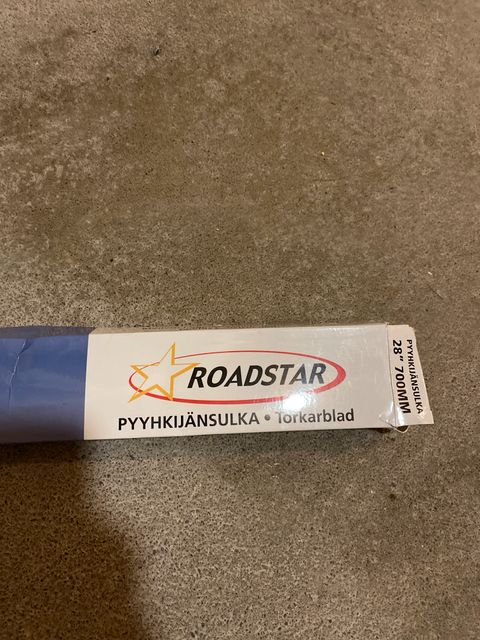 ROADSTAR
PYYHKIJÄNSULKA • Torkarblad
PYYHKIJÄNSULKA
28" 700MM